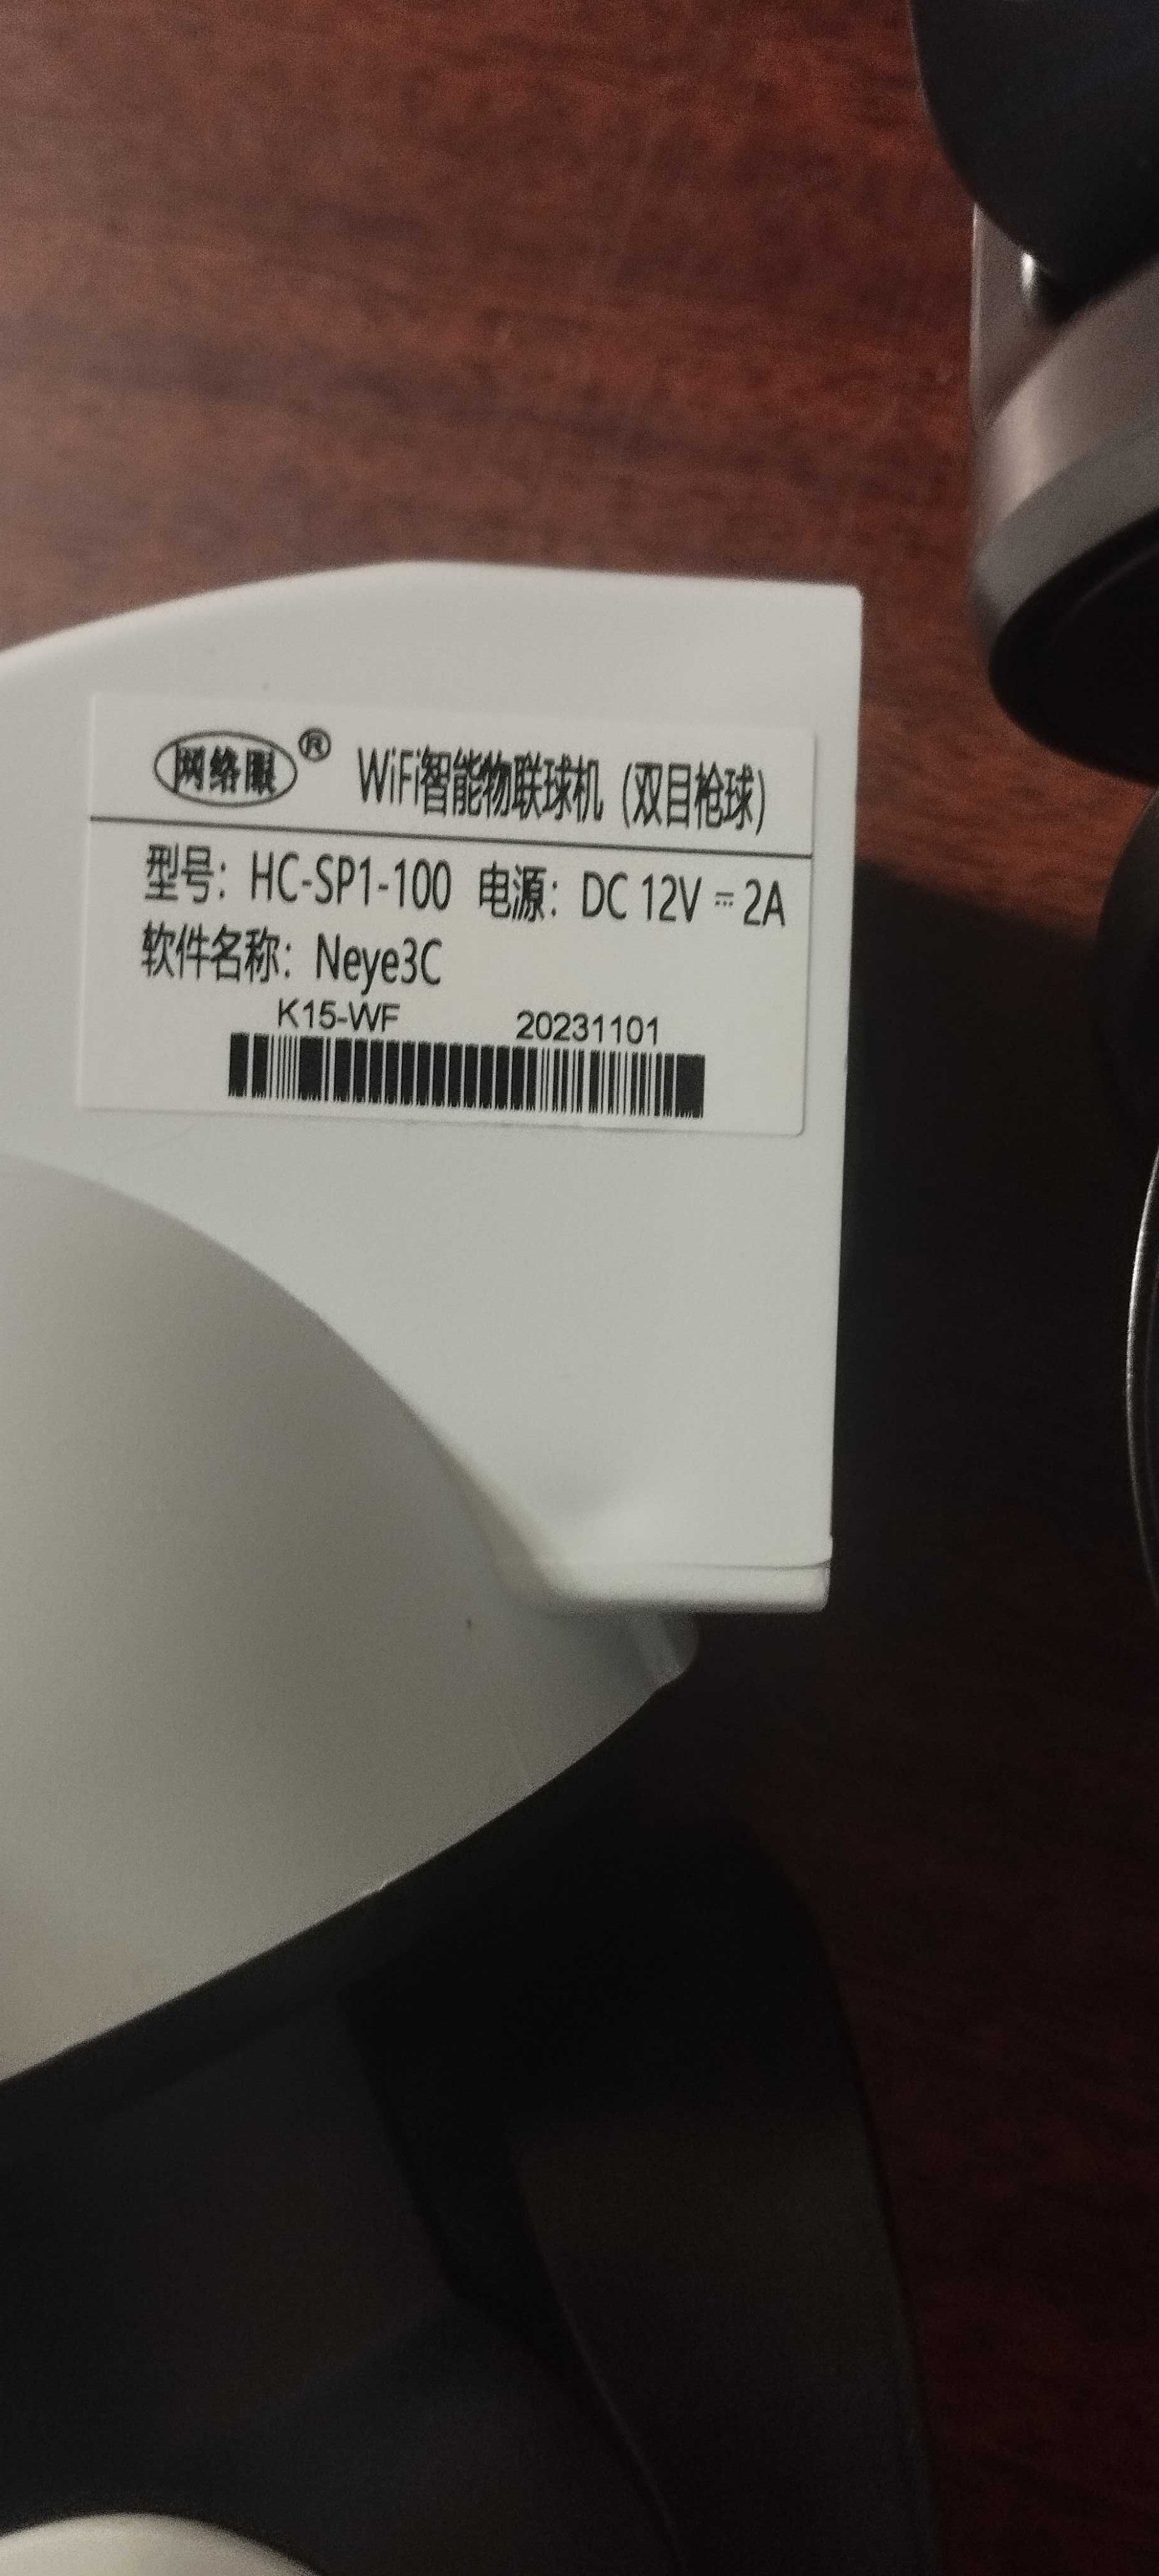 网络眼® WiFi智能物联球机 (双目枪球)
型号：HC-SP1-100 电源：DC 12V ⎓ 2A
软件名称：Neye3C
K15-WF 20231101